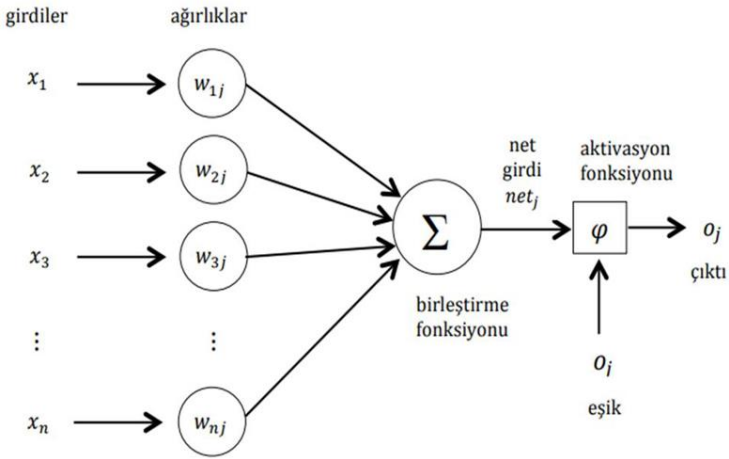 girdiler
ağırlıklar
x₁
w₁ⱼ
x₂
w₂ⱼ
x₃
w₃ⱼ
⋮
⋮
xₙ
wₙⱼ
Σ
birleştirme
fonksiyonu
net
girdi
netⱼ
aktivasyon
fonksiyonu
φ
oⱼ
çıktı
oⱼ
eşik